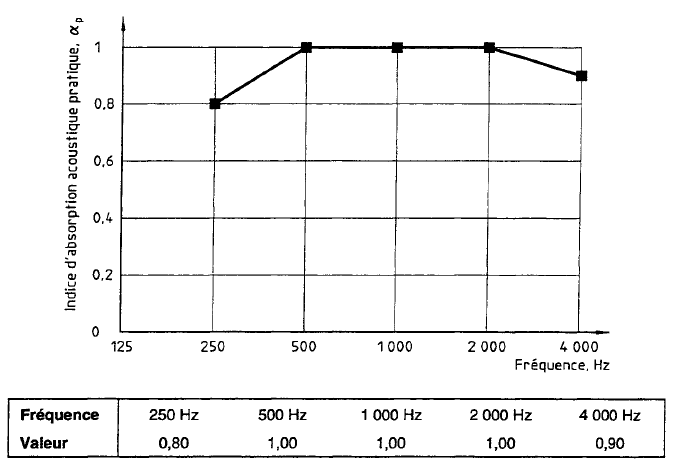 Indice d'absorption acoustique pratique, αp
1
0,8
0,6
0,4
0,2
0
125 250 500 1 000 2 000 4 000
Fréquence, Hz
Fréquence 250 Hz 500 Hz 1 000 Hz 2 000 Hz 4 000 Hz
Valeur 0,80 1,00 1,00 1,00 0,90